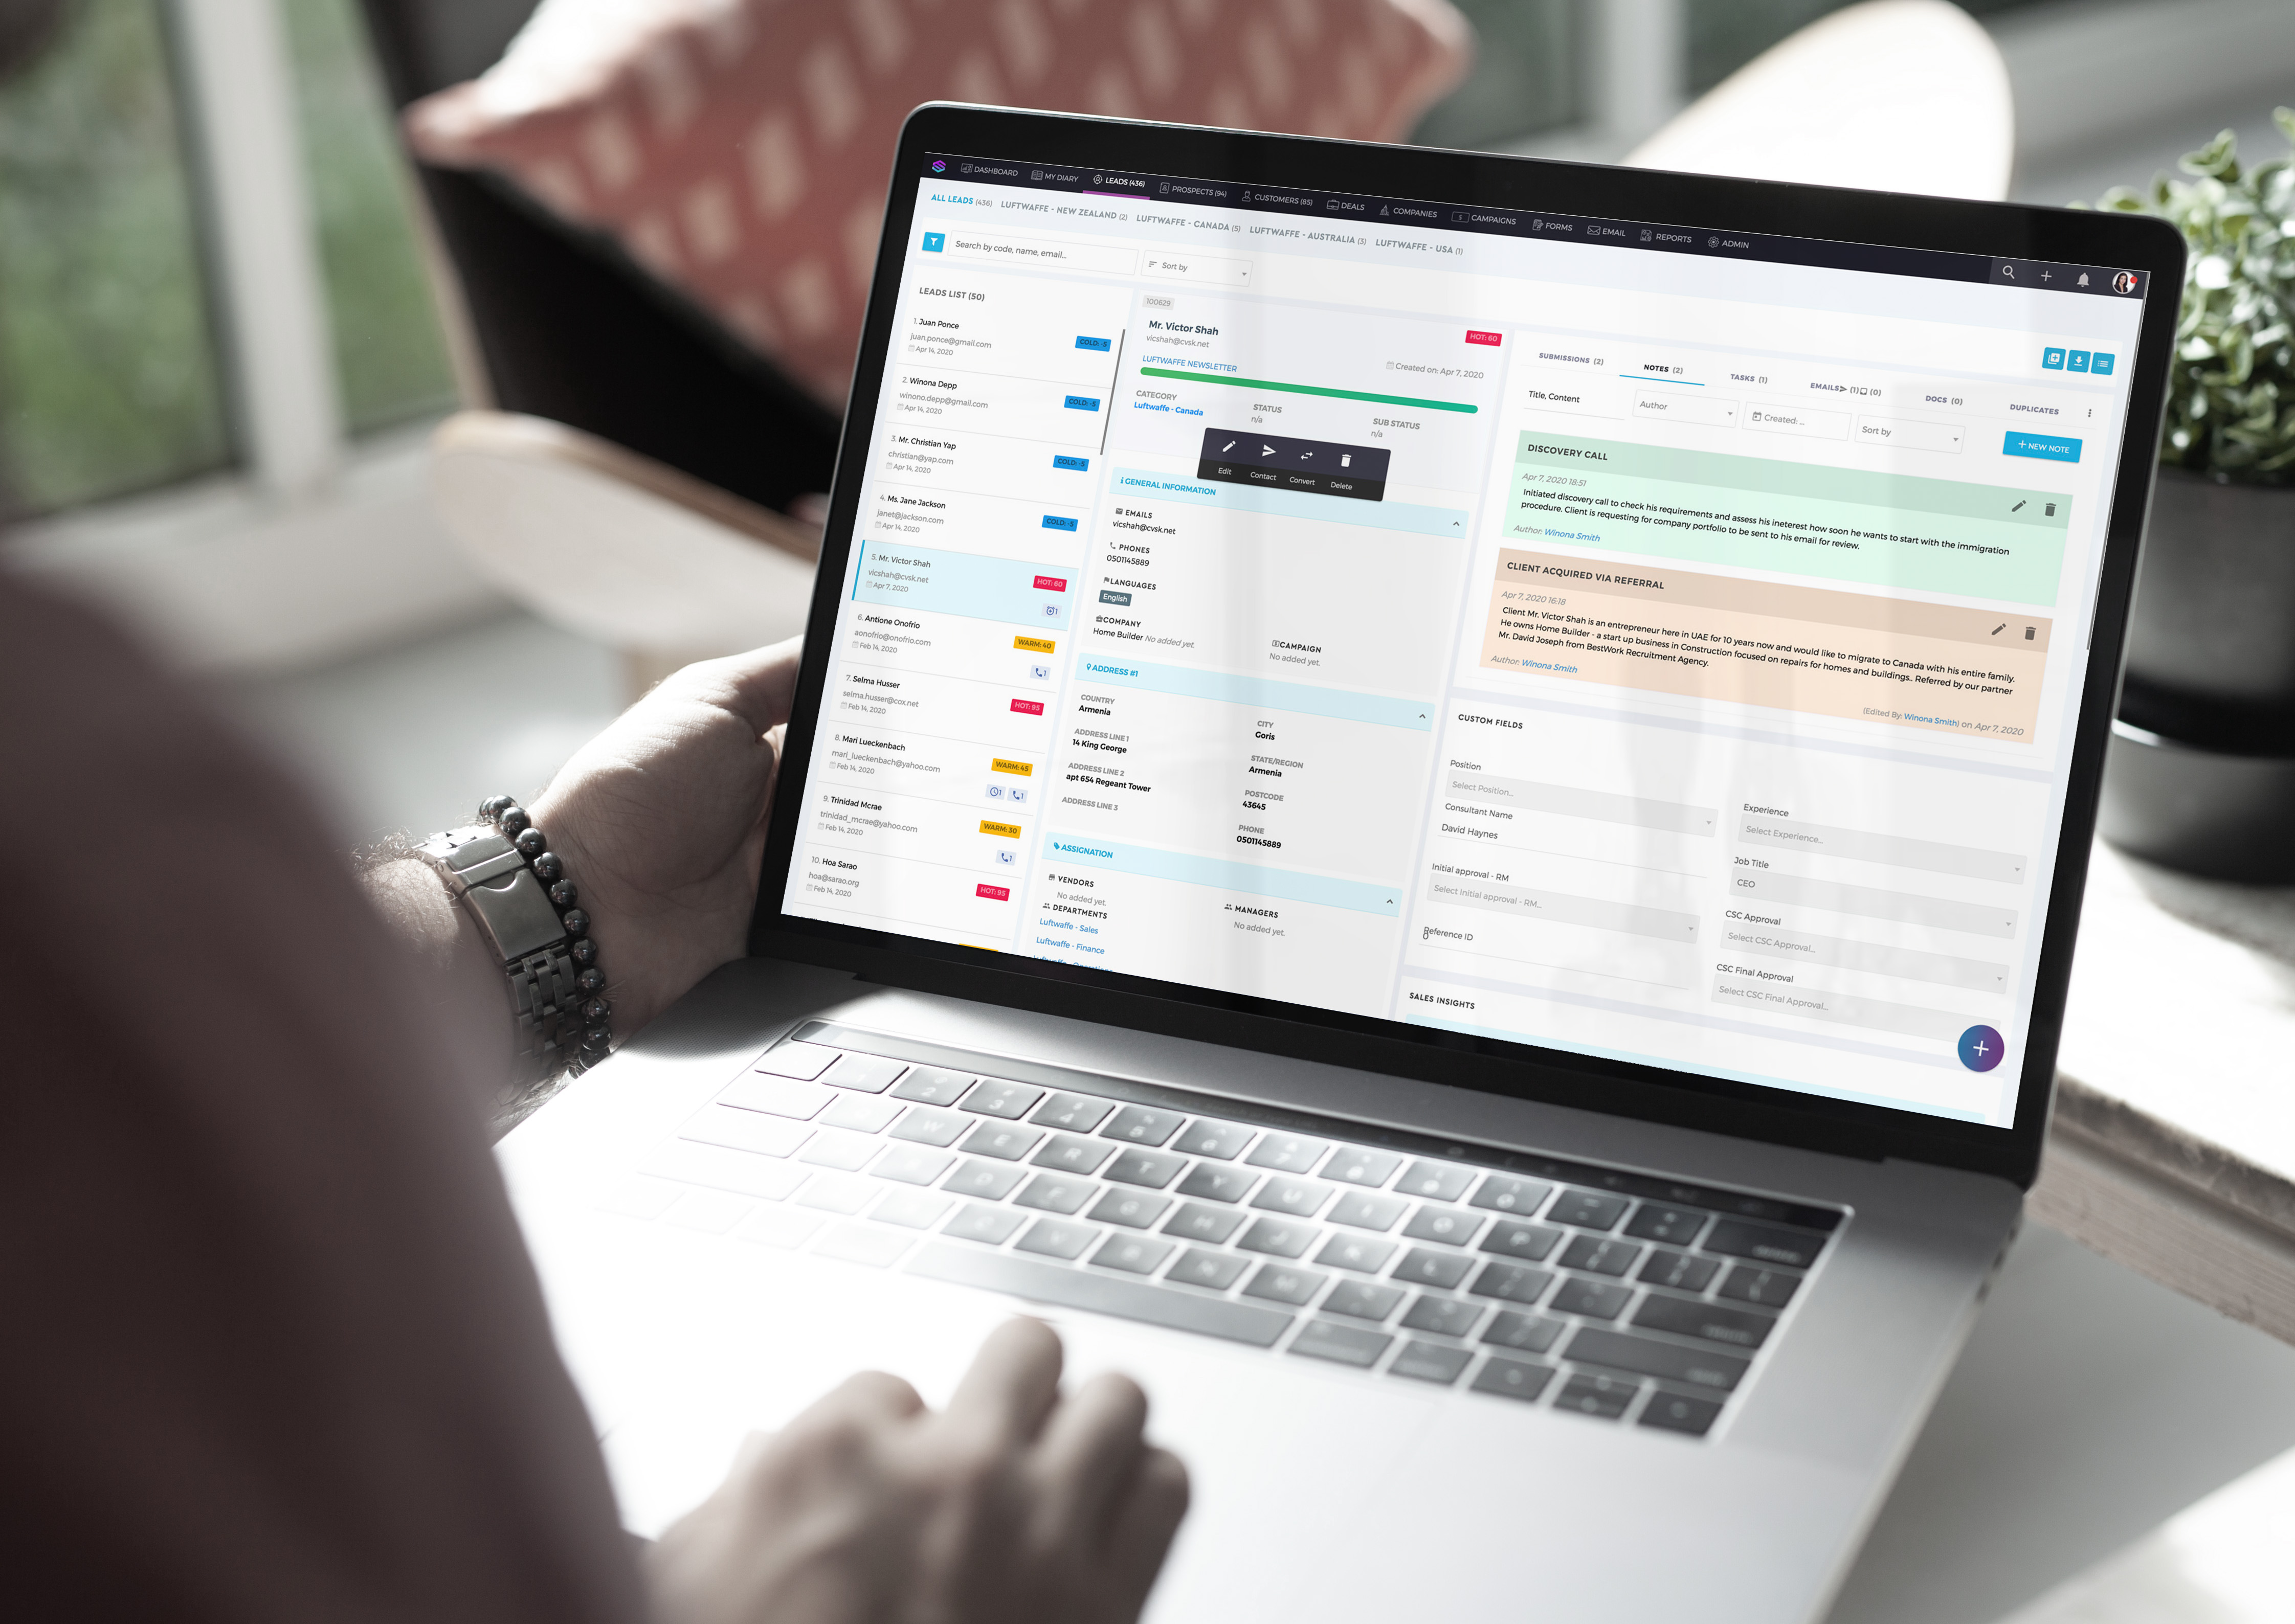 DASHBOARD MY DIARY LEADS (436) PROSPECTS (94) CUSTOMERS (85) DEALS COMPANIES CAMPAIGNS FORMS EMAIL REPORTS ADMIN
ALL LEADS (436) LUFTWAFFE - NEW ZEALAND (2) LUFTWAFFE - CANADA (5) LUFTWAFFE - AUSTRALIA (3) LUFTWAFFE - USA (1)
Search by code, name, email... Sort by
LEADS LIST (50)
1. Juan Ponce
juan.ponce@gmail.com COLD: -5
Apr 14, 2020
2. Winona Depp
winono.depp@gmail.com COLD: -5
Apr 14, 2020
3. Mr. Christian Yap
christian@yap.com COLD: -5
Apr 14, 2020
4. Ms. Jane Jackson
janet@jackson.com COLD: -5
Apr 14, 2020
5. Mr. Victor Shah
vicshah@cvsk.net HOT: 60
Apr 7, 2020 1
6. Antione Onofrio
aonofrio@onofrio.com WARM: 40
Feb 14, 2020 1
7. Selma Husser
selma.husser@cox.net HOT: 95
Feb 14, 2020
8. Mari Lueckenbach
mari_lueckenbach@yahoo.com WARM: 45
Feb 14, 2020 1 1
9. Trinidad Mcrae
trinidad_mcrae@yahoo.com WARM: 30
Feb 14, 2020 1
10. Hoa Sarao
hoa@sarao.org HOT: 95
Feb 14, 2020
100629
Mr. Victor Shah HOT: 60
vicshah@cvsk.net
LUFTWAFFE NEWSLETTER Created on: Apr 7, 2020
CATEGORY STATUS SUB STATUS
Luftwaffe - Canada n/a n/a
Edit Contact Convert Delete
GENERAL INFORMATION
EMAILS
vicshah@cvsk.net
PHONES
0501145889
LANGUAGES
English
COMPANY CAMPAIGN
Home Builder No added yet. No added yet.
ADDRESS #1
COUNTRY CITY
Armenia Goris
ADDRESS LINE 1 STATE/REGION
14 King George Armenia
ADDRESS LINE 2 POSTCODE
apt 654 Regeant Tower 43645
ADDRESS LINE 3 PHONE
0501145889
ASSIGNATION
VENDORS MANAGERS
No added yet. No added yet.
DEPARTMENTS
Luftwaffe - Sales
Luftwaffe - Finance
SUBMISSIONS (2) NOTES (2) TASKS (1) EMAILS (1) (0) DOCS (0) DUPLICATES
Title, Content Author Created: ... Sort by + NEW NOTE
DISCOVERY CALL
Apr 7, 2020 18:51
Initiated discovery call to check his requirements and assess his ineterest how soon he wants to start with the immigration
procedure. Client is requesting for company portfolio to be sent to his email for review.
Author: Winona Smith
CLIENT ACQUIRED VIA REFERRAL
Apr 7, 2020 16:18
Client Mr. Victor Shah is an entrepreneur here in UAE for 10 years now and would like to migrate to Canada with his entire family.
He owns Home Builder - a start up business in Construction focused on repairs for homes and buildings.. Referred by our partner
Mr. David Joseph from BestWork Recruitment Agency.
Author: Winona Smith
(Edited By: Winona Smith) on Apr 7, 2020
CUSTOM FIELDS
Position Experience
Select Position... Select Experience...
Consultant Name Job Title
David Haynes CEO
Initial approval - RM CSC Approval
Select Initial approval - RM... Select CSC Approval...
Reference ID CSC Final Approval
0 Select CSC Final Approval...
SALES INSIGHTS
2 3 4 5 6 7
W E R T Y U